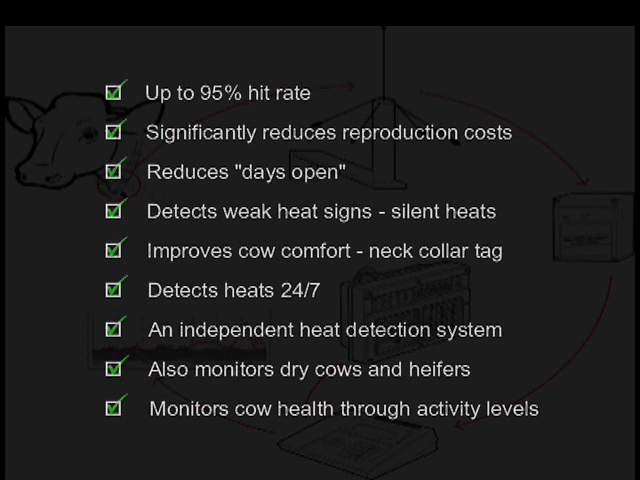 Up to 95% hit rate
Significantly reduces reproduction costs
Reduces "days open"
Detects weak heat signs - silent heats
Improves cow comfort - neck collar tag
Detects heats 24/7
An independent heat detection system
Also monitors dry cows and heifers
Monitors cow health through activity levels